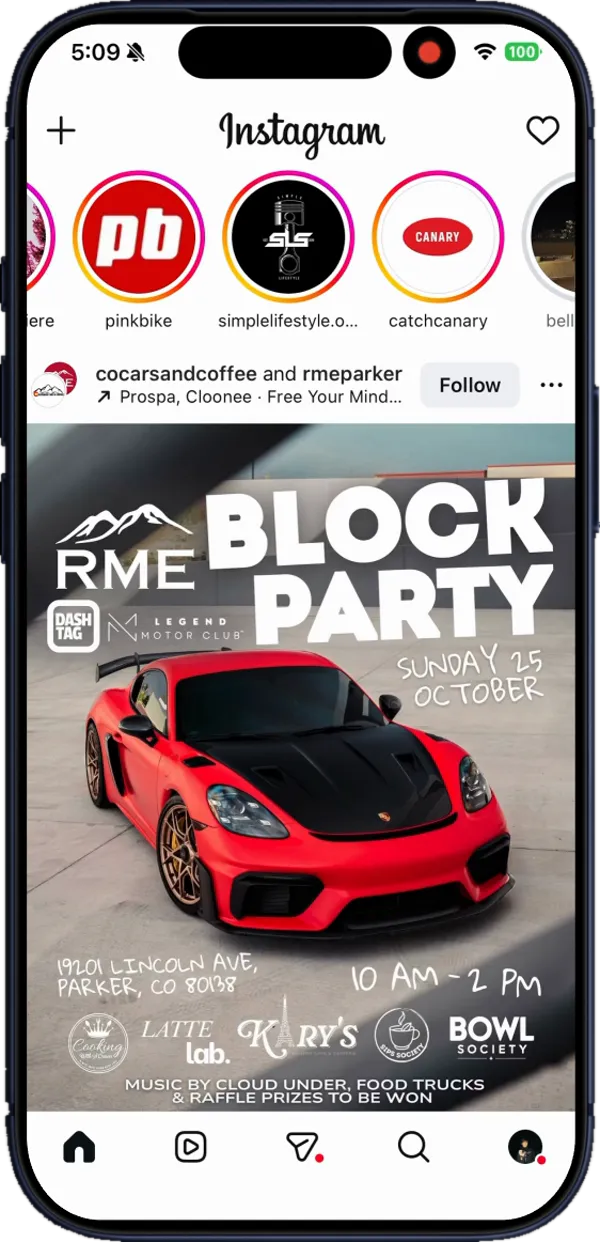 5:09
100
Instagram
iere
pinkbike
simplelifestyle.o...
catchcanary
bell
pb
SIMPLE
SLS
LIFESTYLE
CANARY
cocarsandcoffee and rmeparker
Prospa, Cloonee · Free Your Mind...
Follow
BLOCK
PARTY
RME
DASH
TAG
LEGEND
MOTOR CLUB
SUNDAY 25
OCTOBER
19201 LINCOLN AVE,
PARKER, CO 80138
10 AM - 2 PM
Cooking
LATTE
lab.
KARY'S
SIPS SOCIETY
BOWL
SOCIETY
MUSIC BY CLOUD UNDER, FOOD TRUCKS
& RAFFLE PRIZES TO BE WON